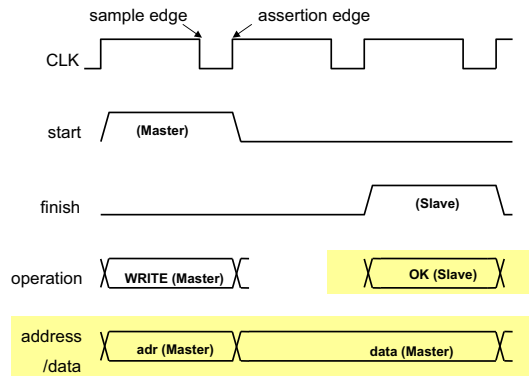 sample edge assertion edge
CLK
start (Master)
finish (Slave)
operation WRITE (Master) OK (Slave)
address
/data
adr (Master) data (Master)